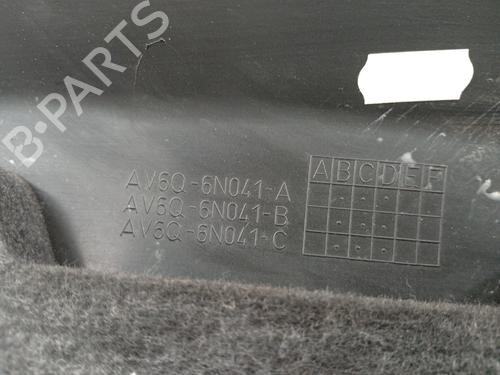 B-PARTS
AV6Q-6N041-A
AV6Q-6N041-B
AV6Q-6N041-C
A B C D E F